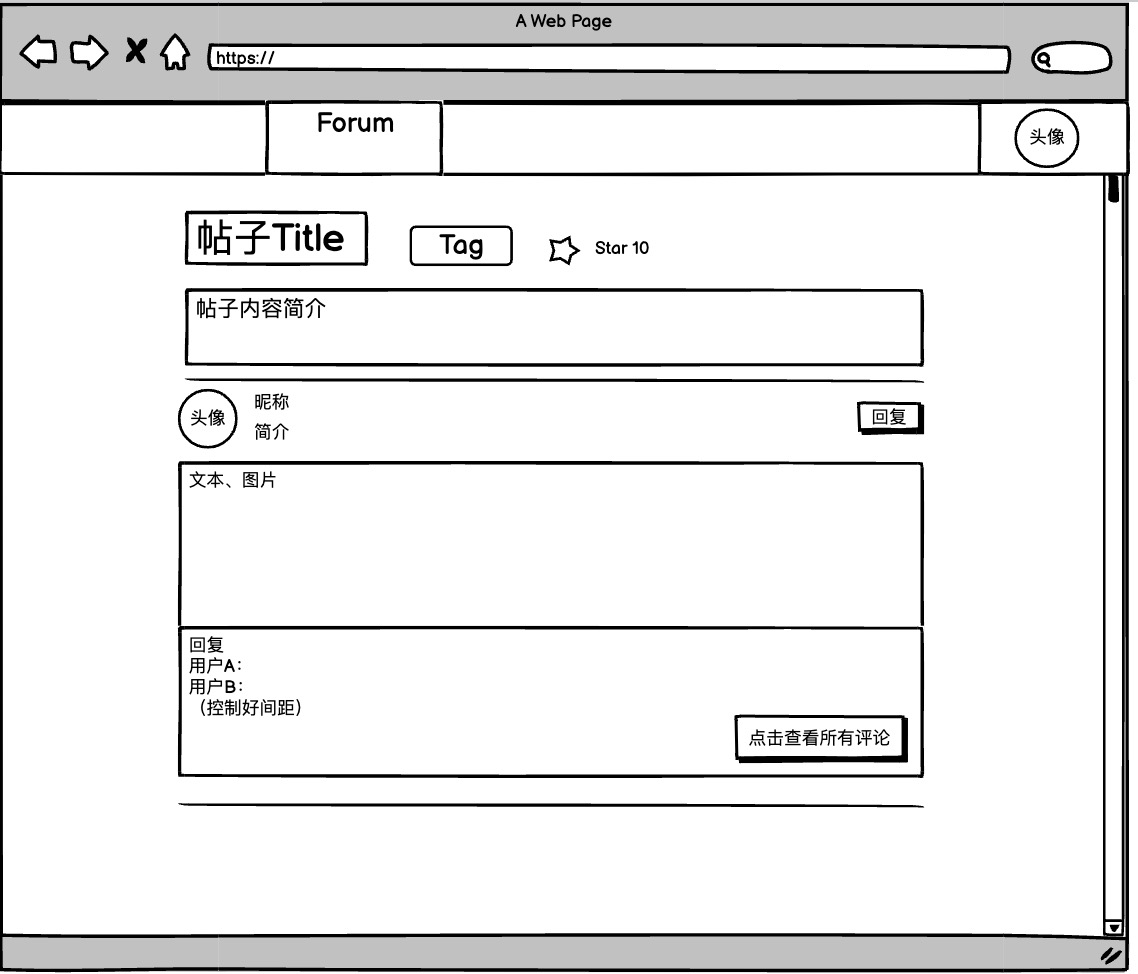 A Web Page
https://
Forum
头像
帖子Title
Tag
Star 10
帖子内容简介
头像
昵称
简介
回复
文本、图片
回复
用户A：
用户B：
（控制好间距）
点击查看所有评论